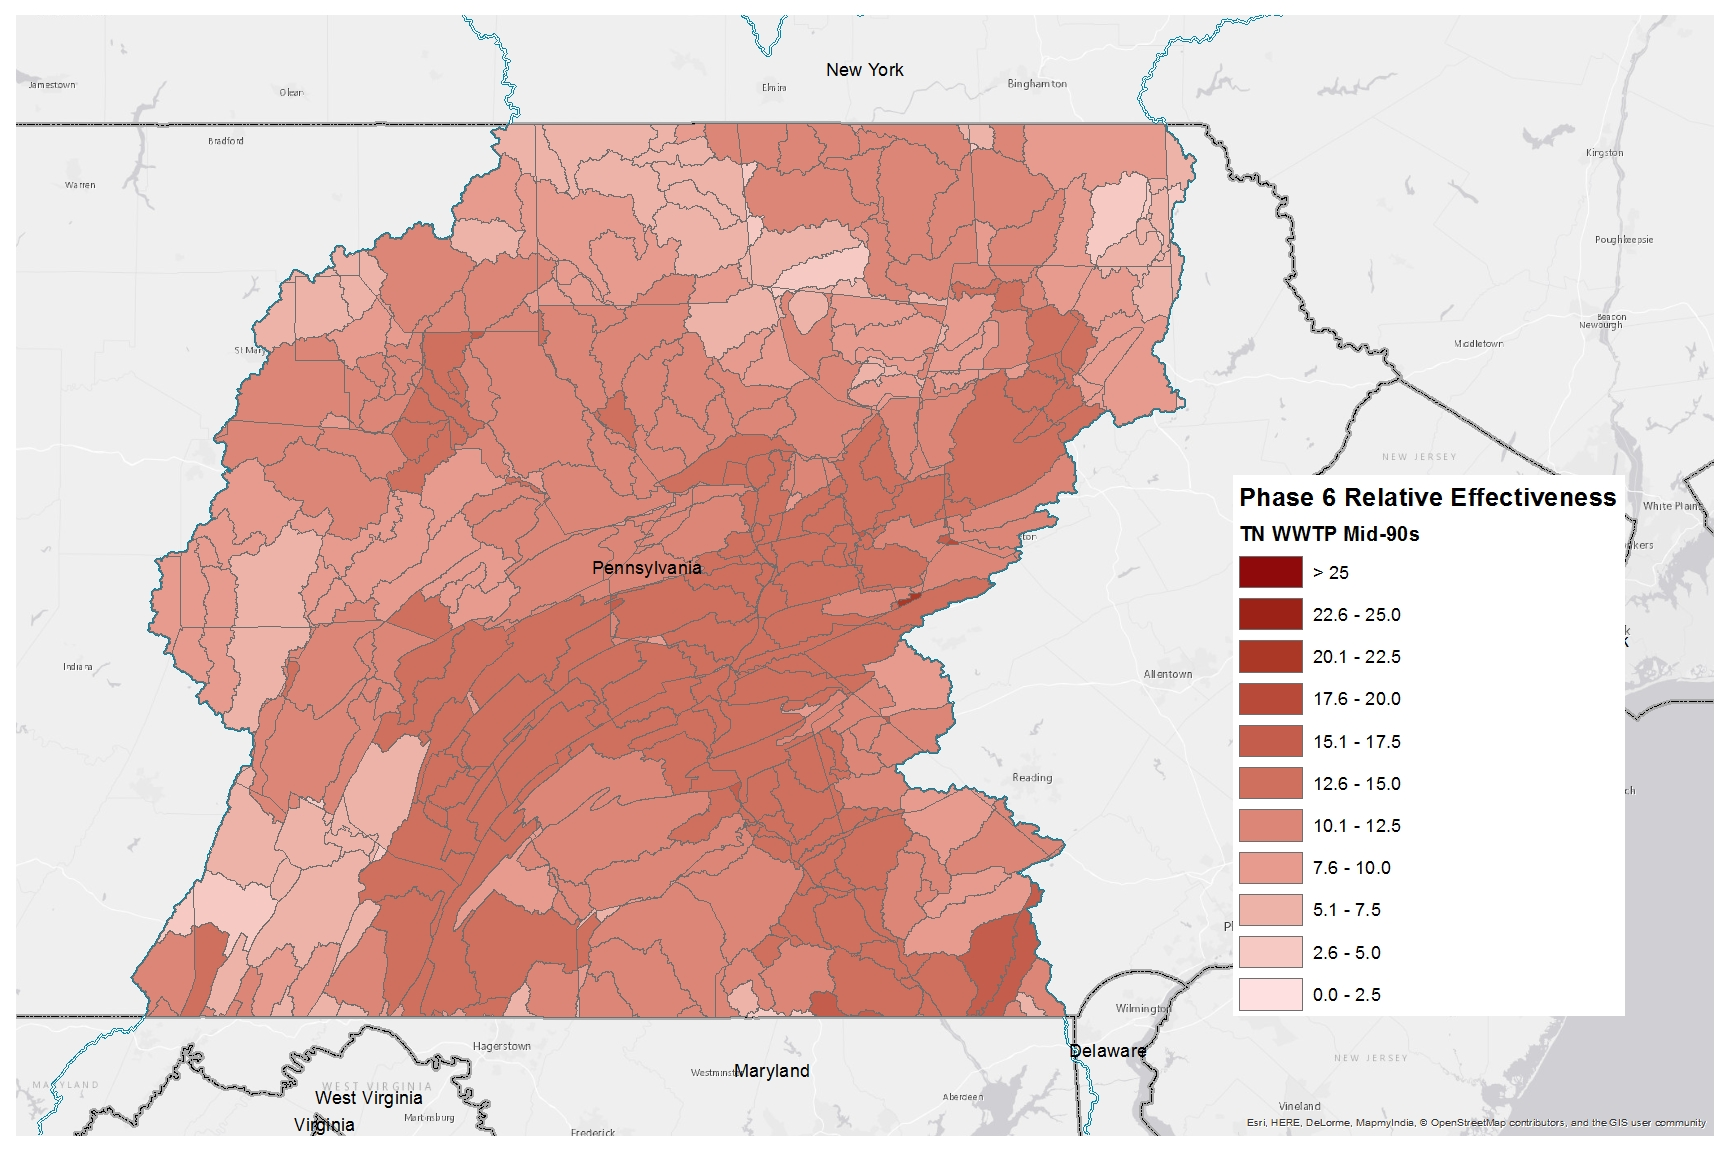 New York
Jamestown
Olean
Elmira
Binghamton
Bradford
Kingston
Warren
Poughkeepsie
Beacon
Newburgh
St Mary
Middletown
NEW JERSEY
Phase 6 Relative Effectiveness
White Plains
TN WWTP Mid-90s
ton
nkers
Pennsylvania
> 25
22.6 - 25.0
k
Indiana
20.1 - 22.5
Allentown
17.6 - 20.0
15.1 - 17.5
Reading
12.6 - 15.0
ch
10.1 - 12.5
7.6 - 10.0
5.1 - 7.5
P
2.6 - 5.0
0.0 - 2.5
Wilmington
Hagerstown
Delaware
NEW JERSEY
Westminst
Maryland
MARYLAND
WEST VIRGINIA
West Virginia
Aberdeen
Vineland
Martinsburg
Virginia
Frederick
Esri, HERE, DeLorme, MapmyIndia, © OpenStreetMap contributors, and the GIS user community